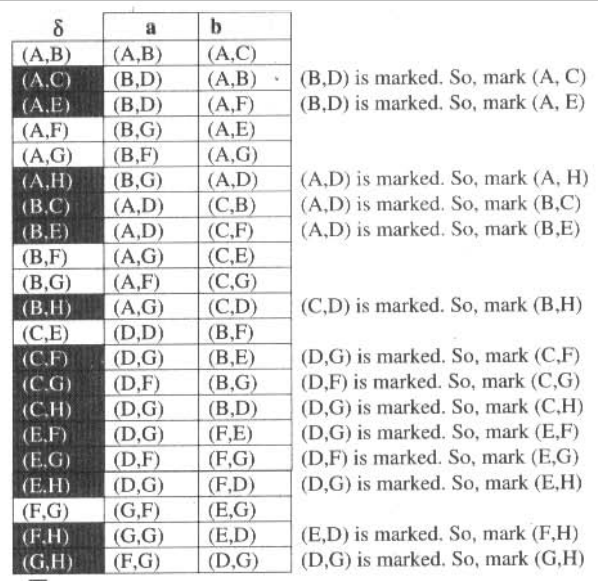 δ a b
(A,B) (A,B) (A,C)
(A,C) (B,D) (A,B) (B,D) is marked. So, mark (A, C)
(A,E) (B,D) (A,F) (B,D) is marked. So, mark (A, E)
(A,F) (B,G) (A,E)
(A,G) (B,F) (A,G)
(A,H) (B,G) (A,D) (A,D) is marked. So, mark (A, H)
(B,C) (A,D) (C,B) (A,D) is marked. So, mark (B,C)
(B,E) (A,D) (C,F) (A,D) is marked. So, mark (B,E)
(B,F) (A,G) (C,E)
(B,G) (A,F) (C,G)
(B,H) (A,G) (C,D) (C,D) is marked. So, mark (B,H)
(C,E) (D,D) (B,F)
(C,F) (D,G) (B,E) (D,G) is marked. So, mark (C,F)
(C,G) (D,F) (B,G) (D,F) is marked. So, mark (C,G)
(C,H) (D,G) (B,D) (D,G) is marked. So, mark (C,H)
(E,F) (D,G) (F,E) (D,G) is marked. So, mark (E,F)
(E,G) (D,F) (F,G) (D,F) is marked. So, mark (E,G)
(E,H) (D,G) (F,D) (D,G) is marked. So, mark (E,H)
(F,G) (G,F) (E,G)
(F,H) (G,G) (E,D) (E,D) is marked. So, mark (F,H)
(G,H) (F,G) (D,G) (D,G) is marked. So, mark (G,H)